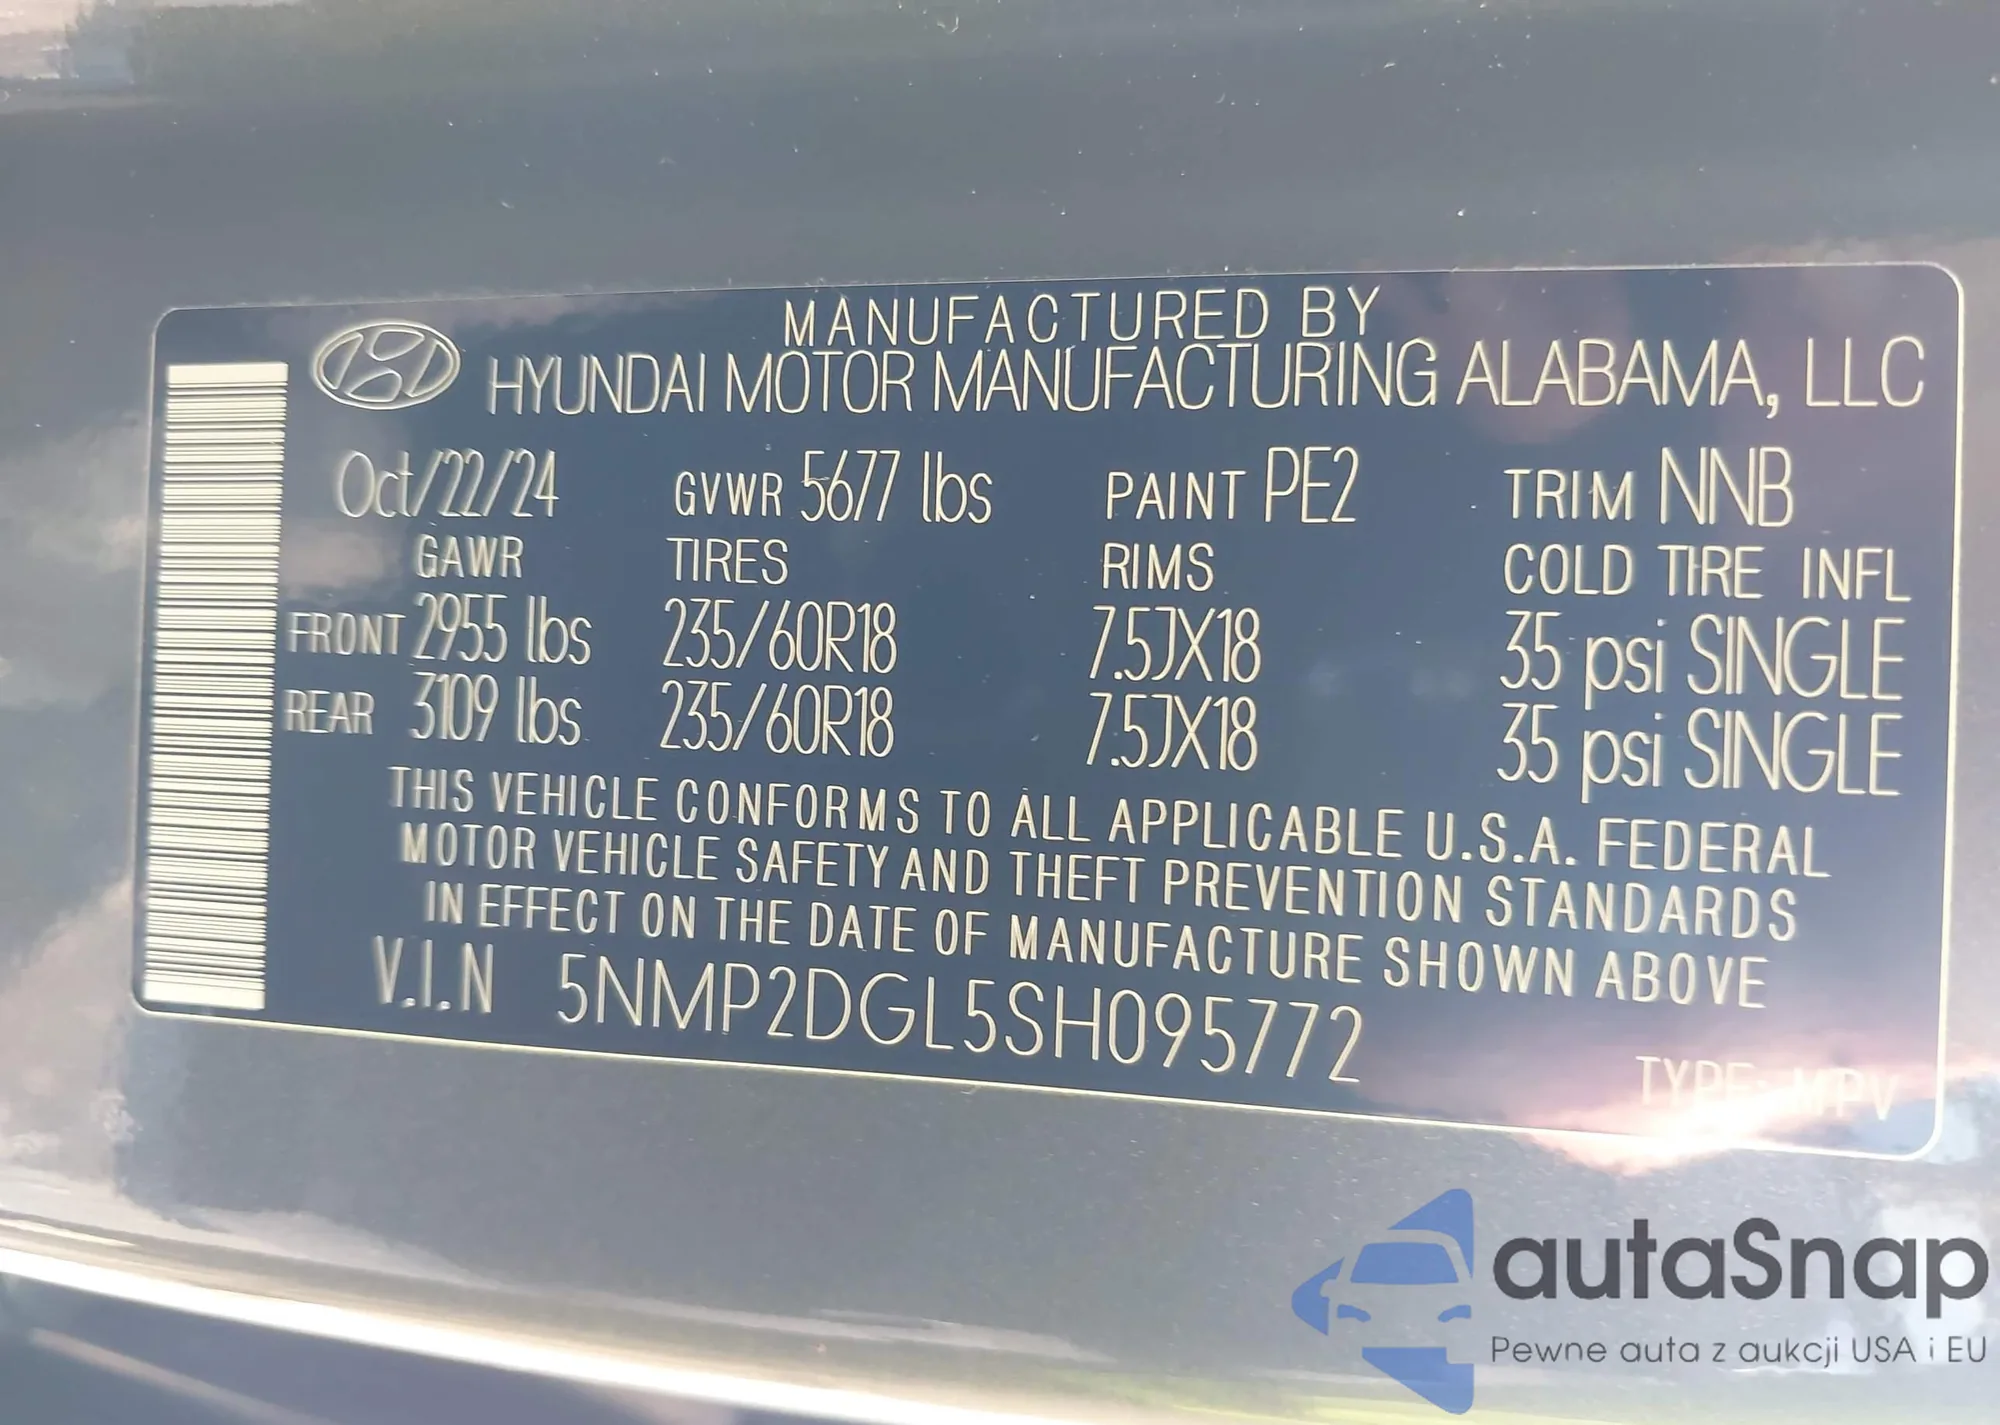 MANUFACTURED BY
HYUNDAI MOTOR MANUFACTURING ALABAMA, LLC
Oct/22/24 GVWR 5677 lbs PAINT PE2 TRIM NNB
GAWR TIRES RIMS COLD TIRE INFL
FRONT 2955 lbs 235/60R18 7.5JX18 35 psi SINGLE
REAR 3109 lbs 235/60R18 7.5JX18 35 psi SINGLE
THIS VEHICLE CONFORMS TO ALL APPLICABLE U.S.A. FEDERAL
MOTOR VEHICLE SAFETY AND THEFT PREVENTION STANDARDS
IN EFFECT ON THE DATE OF MANUFACTURE SHOWN ABOVE
V.I.N 5NMP2DGL5SH095772
TYPE: MPV
autaSnap
Pewne auta z aukcji USA i EU